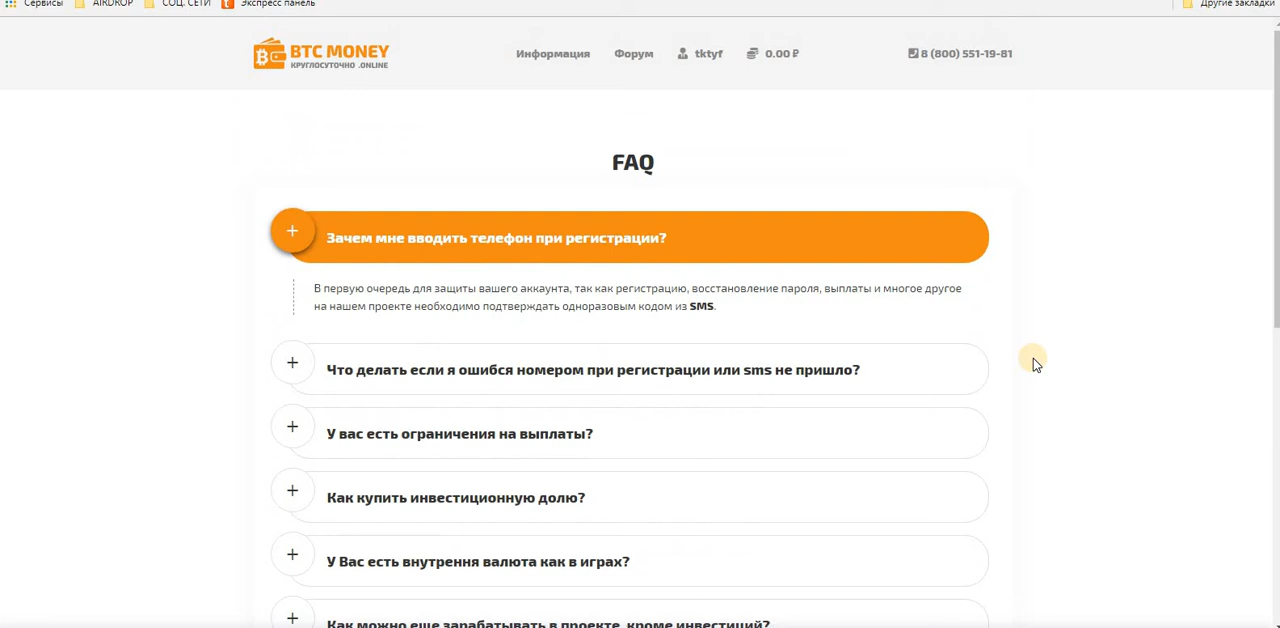 Сервисы AIRDROP СОЦ. СЕТИ Экспресс панель Другие закладки
BTC MONEY
КРУГЛОСУТОЧНО .ONLINE
Информация Форум tktyf 0.00 ₽ 8 (800) 551-19-81
FAQ
+ Зачем мне вводить телефон при регистрации?
В первую очередь для защиты вашего аккаунта, так как регистрацию, восстановление пароля, выплаты и многое другое
на нашем проекте необходимо подтверждать одноразовым кодом из SMS.
+ Что делать если я ошибся номером при регистрации или sms не пришло?
+ У вас есть ограничения на выплаты?
+ Как купить инвестиционную долю?
+ У Вас есть внутрення валюта как в играх?
+ Как можно еще зарабатывать в проекте, кроме инвестиций?